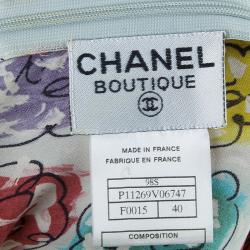 CHANEL
BOUTIQUE
MADE IN FRANCE
FABRIQUE EN FRANCE
98S
P11269V06747
F0015 40
COMPOSITION